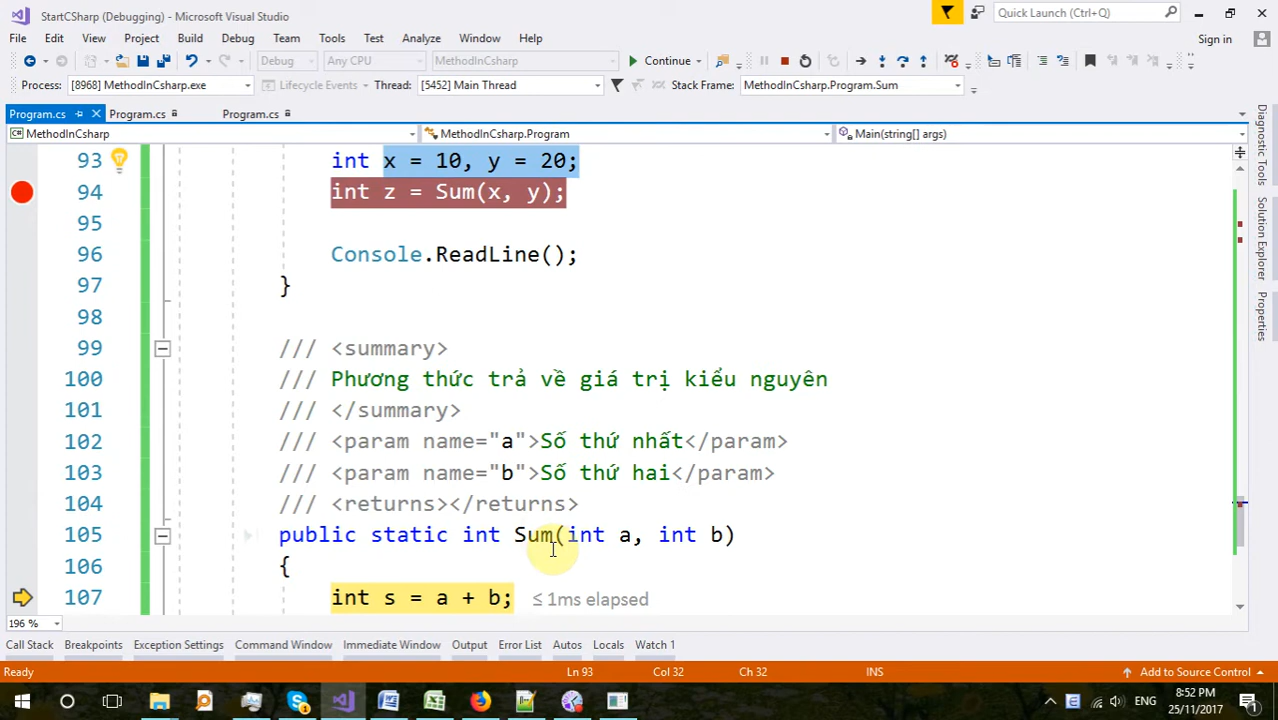 StartCSharp (Debugging) - Microsoft Visual Studio
Quick Launch (Ctrl+Q)
File Edit View Project Build Debug Team Tools Test Analyze Window Help
Sign in
Debug Any CPU MethodInCsharp Continue
Process: [8968] MethodInCsharp.exe Lifecycle Events Thread: [5452] Main Thread Stack Frame: MethodInCsharp.Program.Sum
Program.cs Program.cs Program.cs
MethodInCsharp MethodInCsharp.Program Main(string[] args)
93 int x = 10, y = 20;
94 int z = Sum(x, y);
95
96 Console.ReadLine();
97 }
98
99 /// <summary>
100 /// Phương thức trả về giá trị kiểu nguyên
101 /// </summary>
102 /// <param name="a">Số thứ nhất</param>
103 /// <param name="b">Số thứ hai</param>
104 /// <returns></returns>
105 public static int Sum(int a, int b)
106 {
107 int s = a + b; ≤ 1ms elapsed
Diagnostic Tools
Solution Explorer
Properties
196 %
Call Stack Breakpoints Exception Settings Command Window Immediate Window Output Error List Autos Locals Watch 1
Ready Ln 93 Col 32 Ch 32 INS Add to Source Control
ENG 8:52 PM
25/11/2017
1